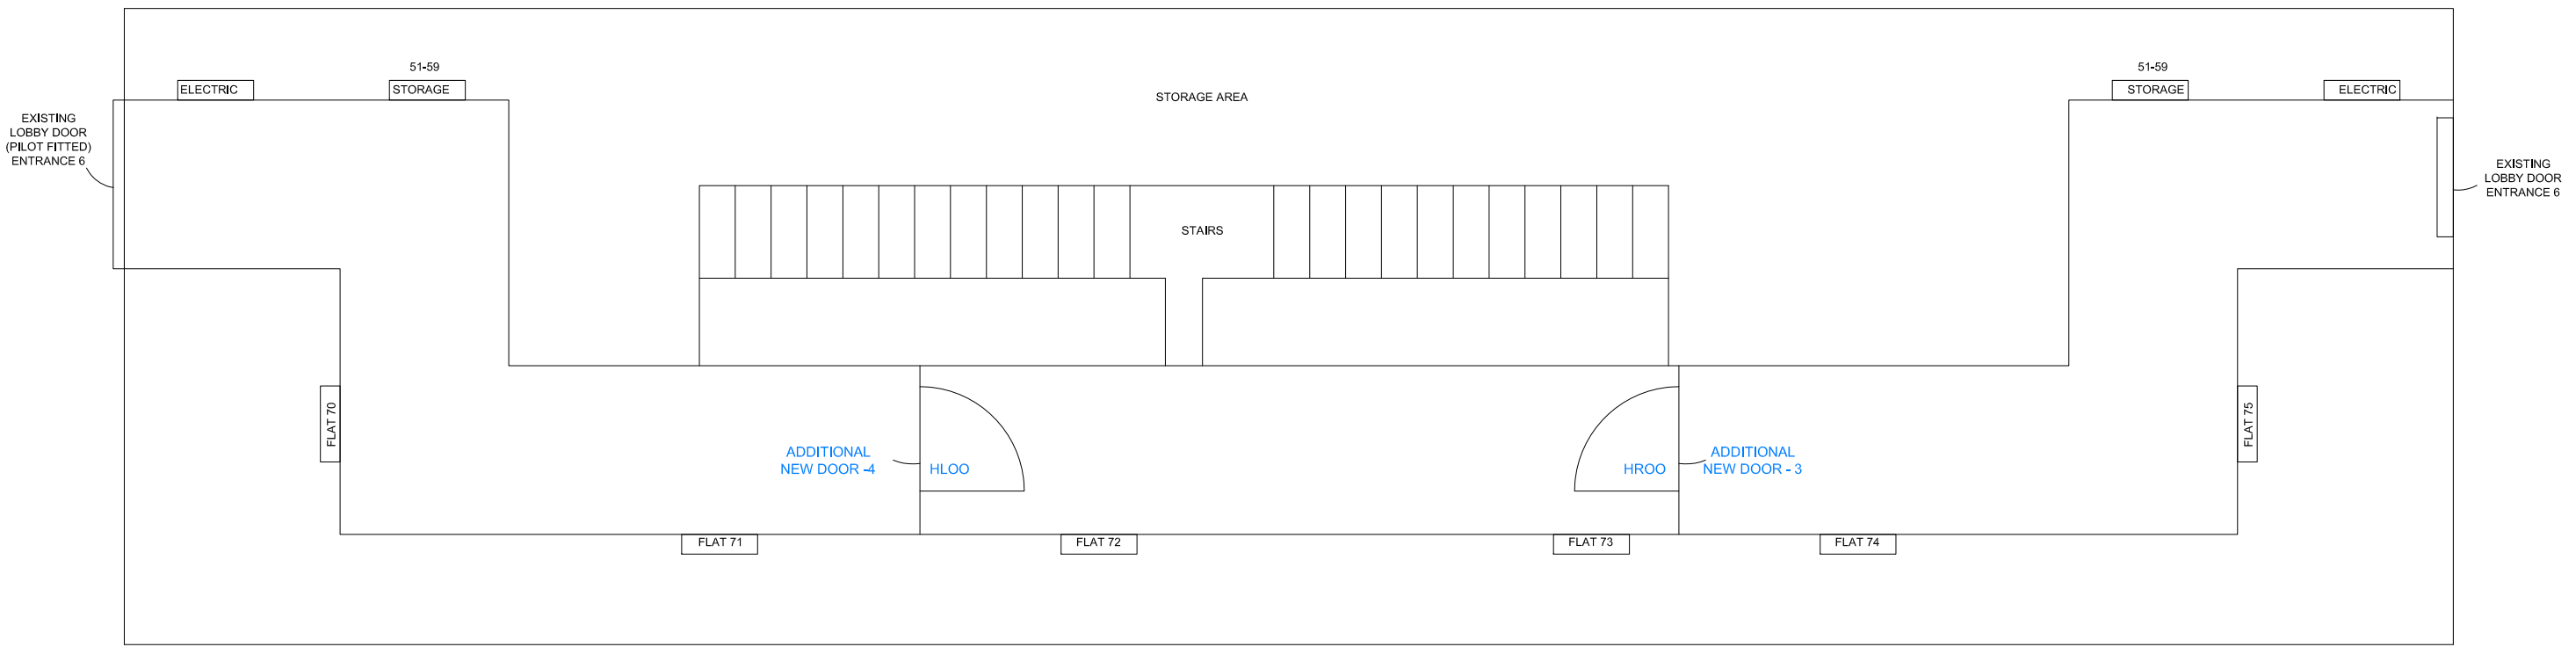 51-59
ELECTRIC
STORAGE
EXISTING
LOBBY DOOR
(PILOT FITTED)
ENTRANCE 6
STORAGE AREA
51-59
STORAGE
ELECTRIC
EXISTING
LOBBY DOOR
ENTRANCE 6
STAIRS
FLAT 70
ADDITIONAL
NEW DOOR -4
HLOO
HROO
ADDITIONAL
NEW DOOR - 3
FLAT 75
FLAT 71
FLAT 72
FLAT 73
FLAT 74